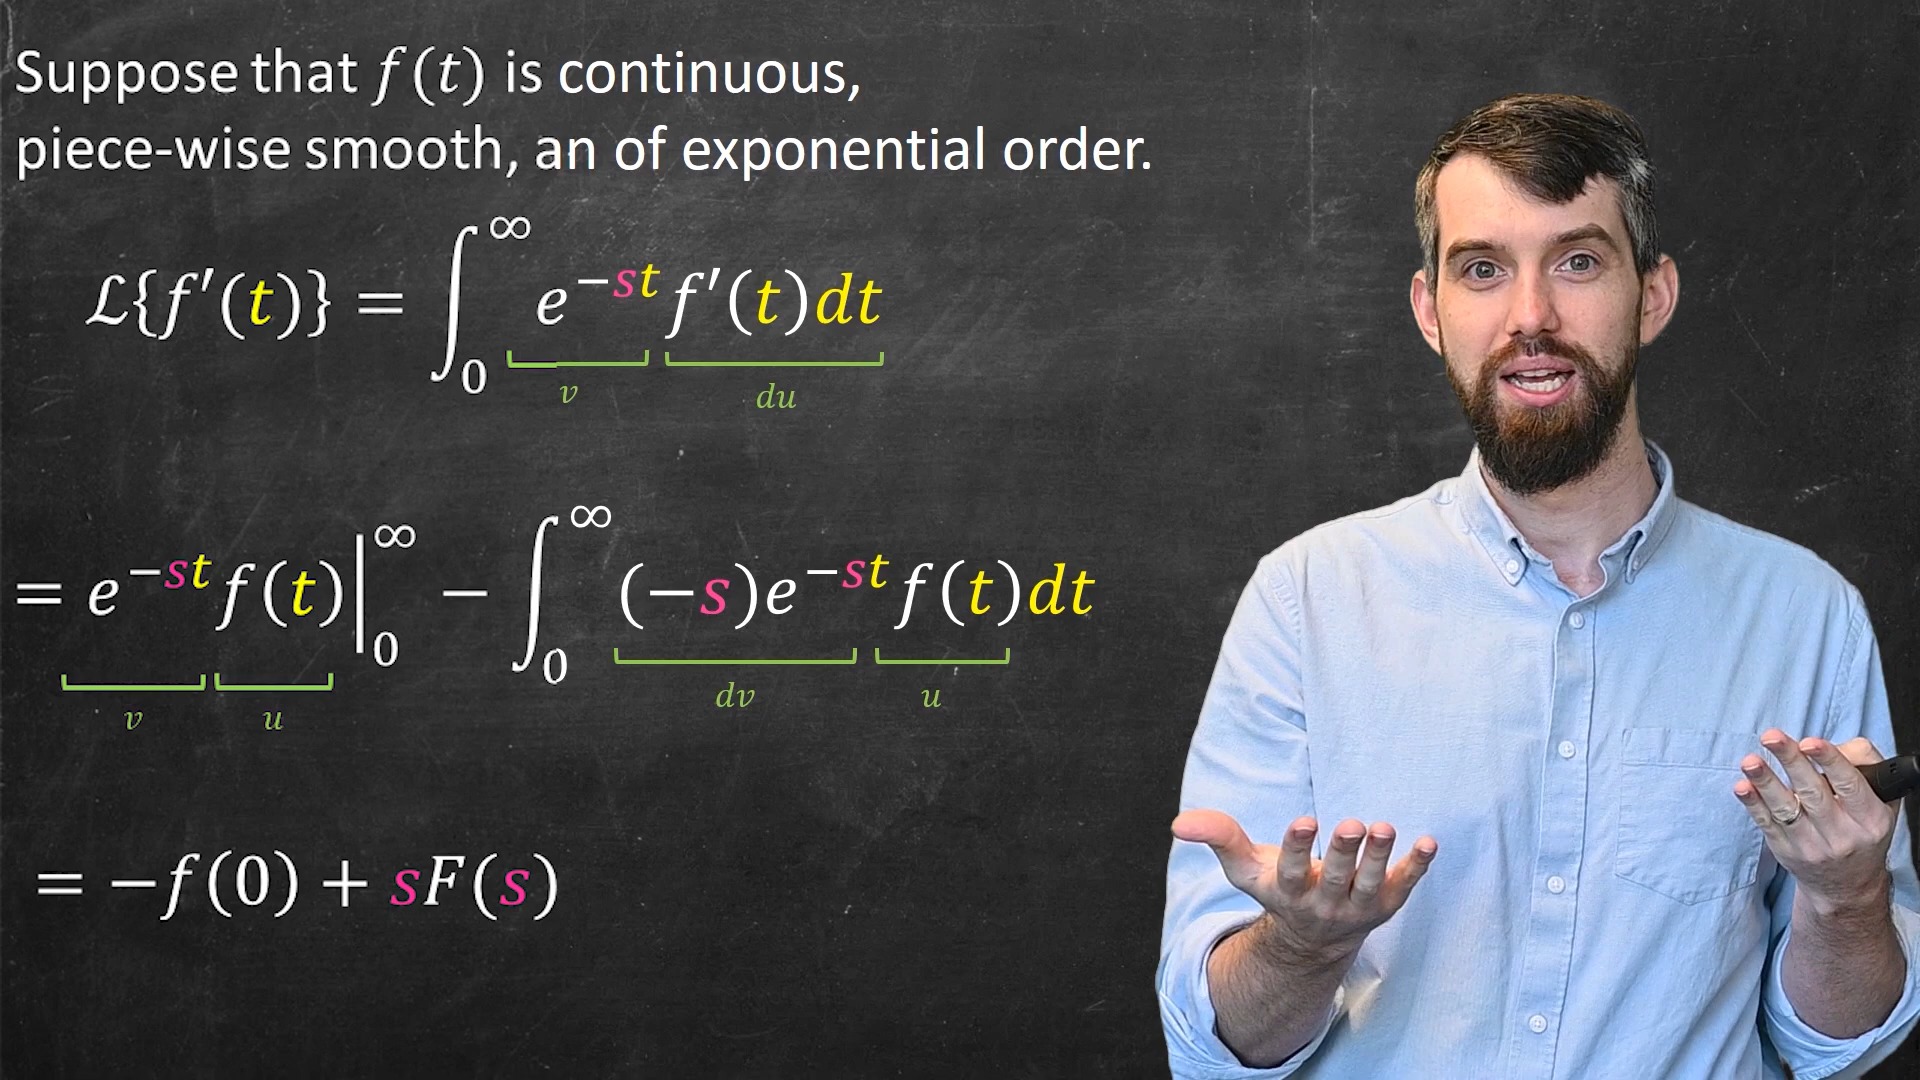 Suppose that f(t) is continuous,
piece-wise smooth, an of exponential order.
ℒ{f′(t)} = ∫₀^∞ e^{−st} f′(t)dt
v du
= e^{−st} f(t)|₀^∞ − ∫₀^∞ (−s)e^{−st} f(t)dt
v u dv u
= −f(0) + sF(s)